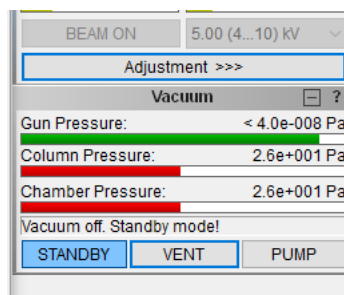 BEAM ON 5.00 (4...10) kV
Adjustment >>>
Vacuum ?
Gun Pressure: < 4.0e-008 Pa
Column Pressure: 2.6e+001 Pa
Chamber Pressure: 2.6e+001 Pa
Vacuum off. Standby mode!
STANDBY VENT PUMP